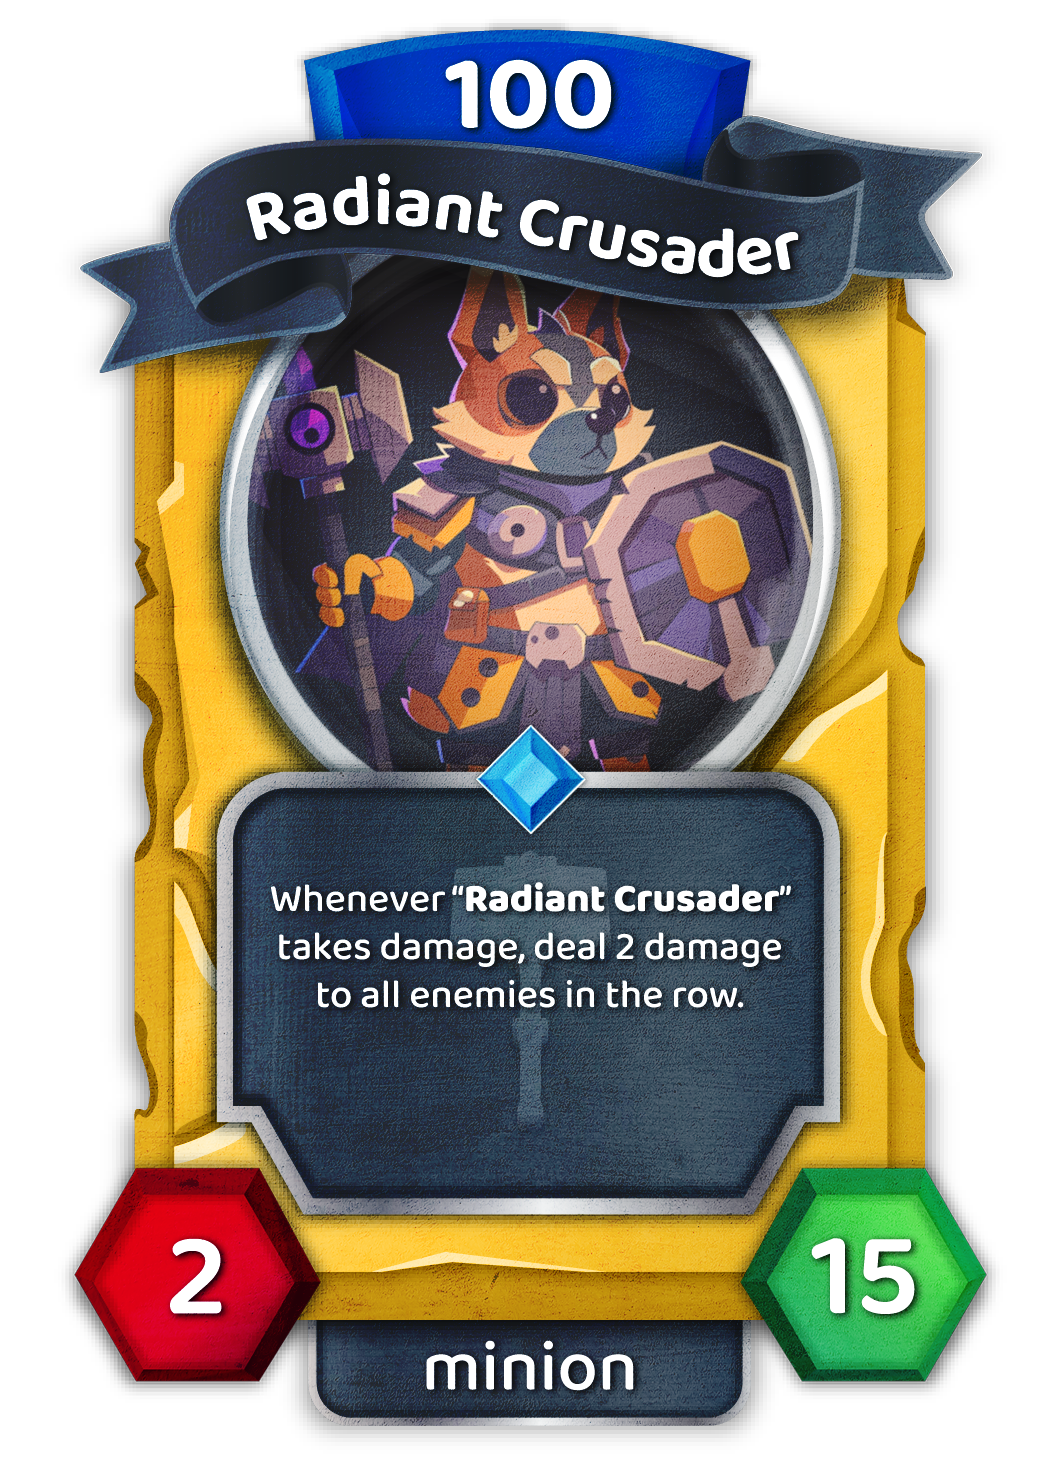 100
Radiant Crusader
Whenever “Radiant Crusader”
takes damage, deal 2 damage
to all enemies in the row.
2
15
minion